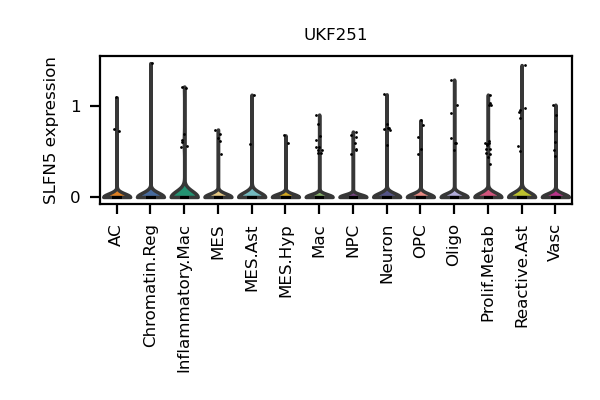 UKF251
SLFN5 expression
1
0
AC
Chromatin.Reg
Inflammatory.Mac
MES
MES.Ast
MES.Hyp
Mac
NPC
Neuron
OPC
Oligo
Prolif.Metab
Reactive.Ast
Vasc